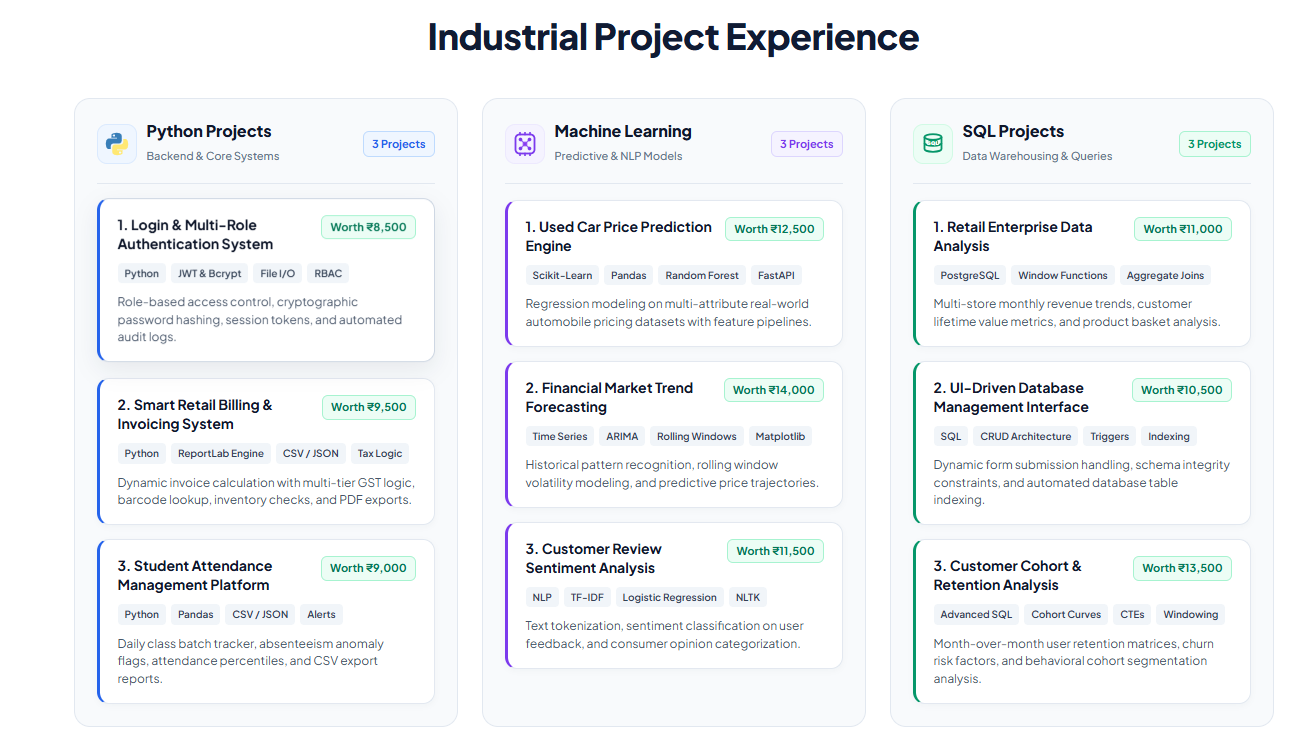 Industrial Project Experience
Python Projects
Backend & Core Systems
3 Projects
1. Login & Multi-Role
Authentication System
Worth ₹8,500
Python
JWT & Bcrypt
File I/O
RBAC
Role-based access control, cryptographic
password hashing, session tokens, and automated
audit logs.
2. Smart Retail Billing &
Invoicing System
Worth ₹9,500
Python
ReportLab Engine
CSV / JSON
Tax Logic
Dynamic invoice calculation with multi-tier GST logic,
barcode lookup, inventory checks, and PDF exports.
3. Student Attendance
Management Platform
Worth ₹9,000
Python
Pandas
CSV / JSON
Alerts
Daily class batch tracker, absenteeism anomaly
flags, attendance percentiles, and CSV export
reports.
Machine Learning
Predictive & NLP Models
3 Projects
1. Used Car Price Prediction
Engine
Worth ₹12,500
Scikit-Learn
Pandas
Random Forest
FastAPI
Regression modeling on multi-attribute real-world
automobile pricing datasets with feature pipelines.
2. Financial Market Trend
Forecasting
Worth ₹14,000
Time Series
ARIMA
Rolling Windows
Matplotlib
Historical pattern recognition, rolling window
volatility modeling, and predictive price trajectories.
3. Customer Review
Sentiment Analysis
Worth ₹11,500
NLP
TF-IDF
Logistic Regression
NLTK
Text tokenization, sentiment classification on user
feedback, and consumer opinion categorization.
SQL
SQL Projects
Data Warehousing & Queries
3 Projects
1. Retail Enterprise Data
Analysis
Worth ₹11,000
PostgreSQL
Window Functions
Aggregate Joins
Multi-store monthly revenue trends, customer
lifetime value metrics, and product basket analysis.
2. UI-Driven Database
Management Interface
Worth ₹10,500
SQL
CRUD Architecture
Triggers
Indexing
Dynamic form submission handling, schema integrity
constraints, and automated database table
indexing.
3. Customer Cohort &
Retention Analysis
Worth ₹13,500
Advanced SQL
Cohort Curves
CTEs
Windowing
Month-over-month user retention matrices, churn
risk factors, and behavioral cohort segmentation
analysis.